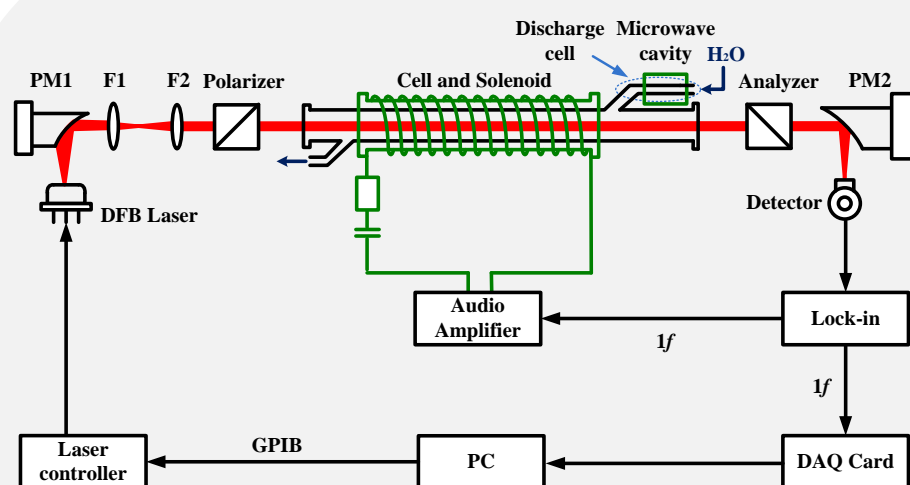 Discharge cell
Microwave cavity
H₂O
PM1
F1
F2
Polarizer
Cell and Solenoid
Analyzer
PM2
DFB Laser
Detector
Audio
Amplifier
1f
Lock-in
1f
Laser
controller
GPIB
PC
DAQ Card